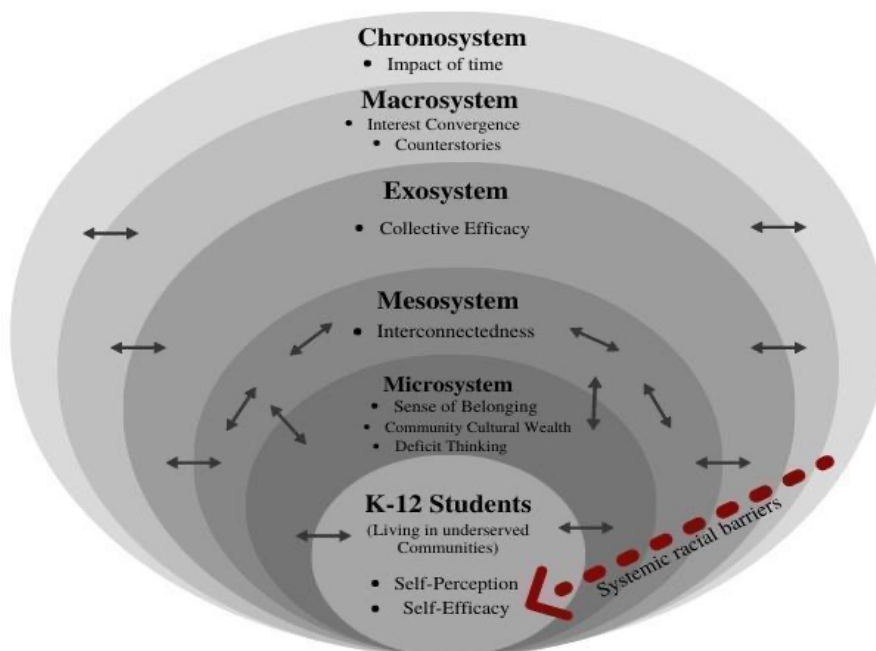 Chronosystem
• Impact of time
Macrosystem
• Interest Convergence
• Counterstories
Exosystem
• Collective Efficacy
Mesosystem
• Interconnectedness
Microsystem
• Sense of Belonging
• Community Cultural Wealth
• Deficit Thinking
K-12 Students
(Living in underserved
Communities)
• Self-Perception
• Self-Efficacy
Systemic racial barriers